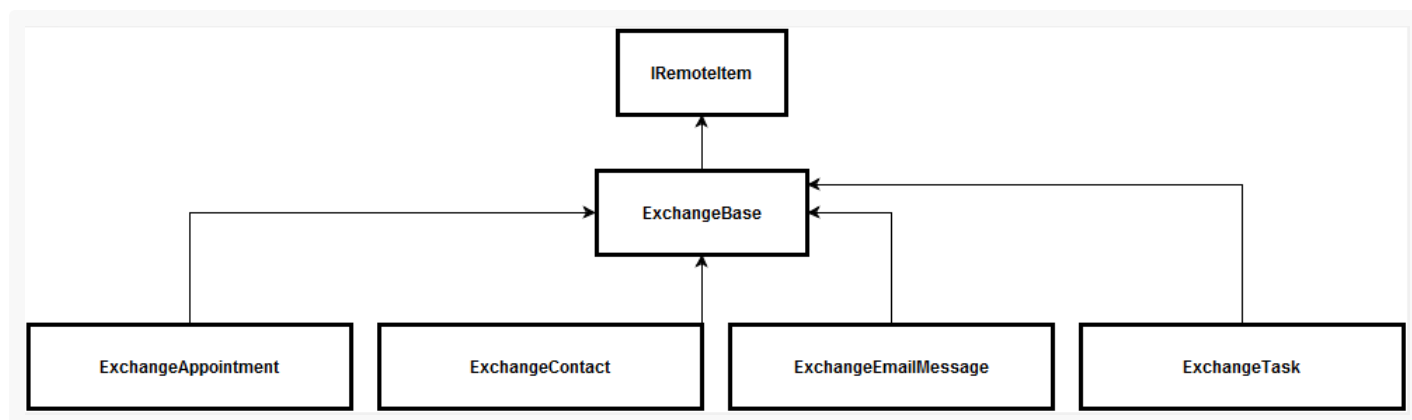 IRemoteItem
ExchangeBase
ExchangeAppointment
ExchangeContact
ExchangeEmailMessage
ExchangeTask